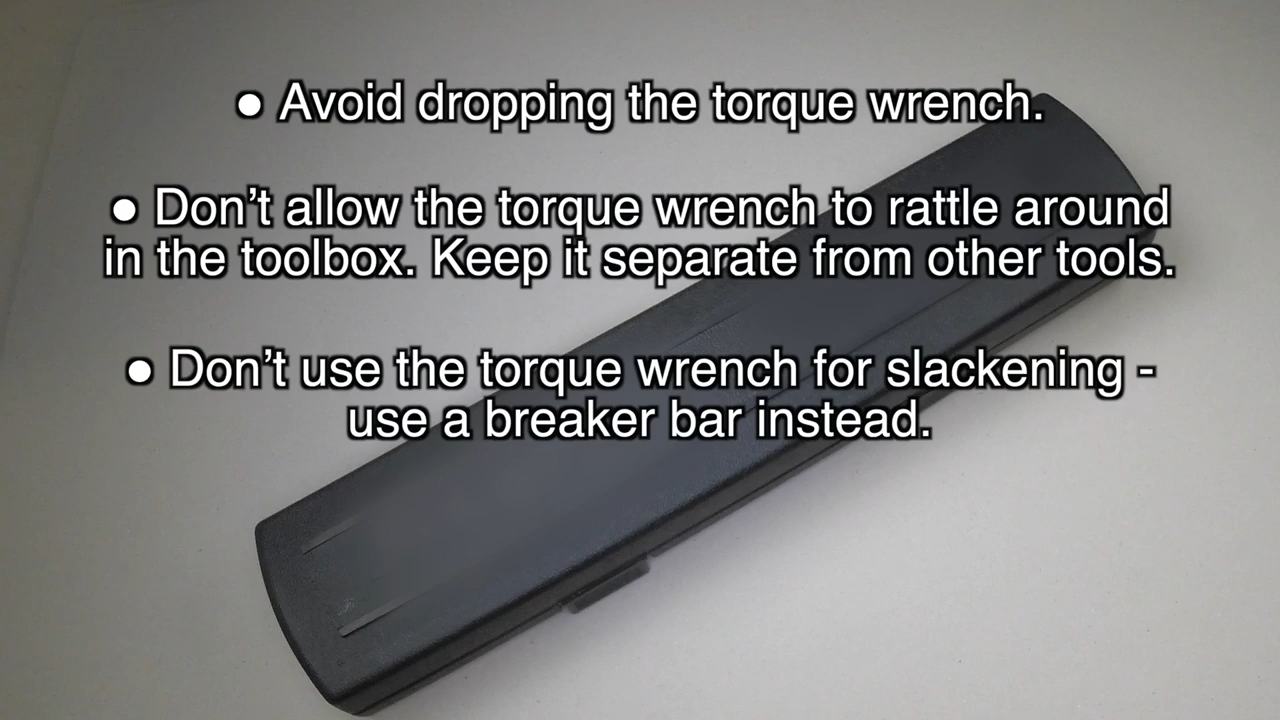 ● Avoid dropping the torque wrench.
● Don’t allow the torque wrench to rattle around
in the toolbox. Keep it separate from other tools.
● Don’t use the torque wrench for slackening -
use a breaker bar instead.